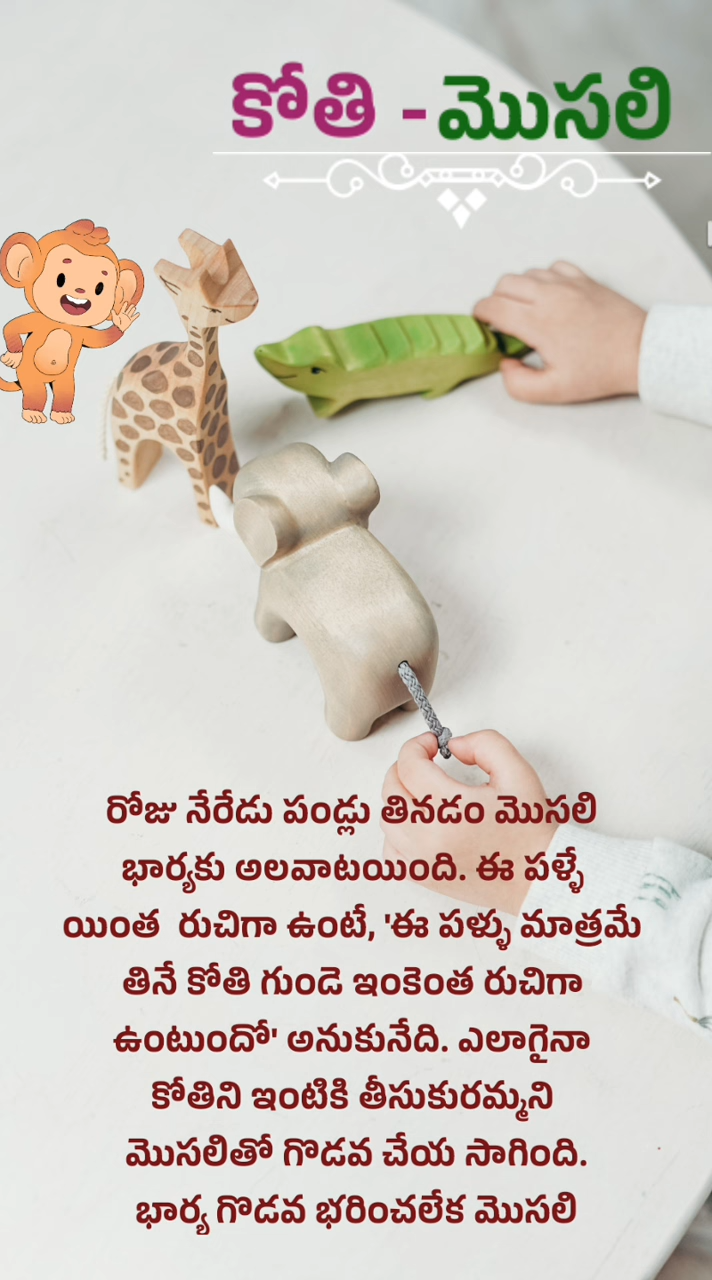 కోతి - మొసలి
రోజు నేరేడు పండ్లు తినడం మొసలి
భార్యకు అలవాటయింది. ఈ పళ్ళే
యింత రుచిగా ఉంటే, 'ఈ పళ్ళు మాత్రమే
తినే కోతి గుండె ఇంకెంత రుచిగా
ఉంటుందో' అనుకునేది. ఎలాగైనా
కోతిని ఇంటికి తీసుకురమ్మని
మొసలితో గొడవ చేయ సాగింది.
భార్య గొడవ భరించలేక మొసలి